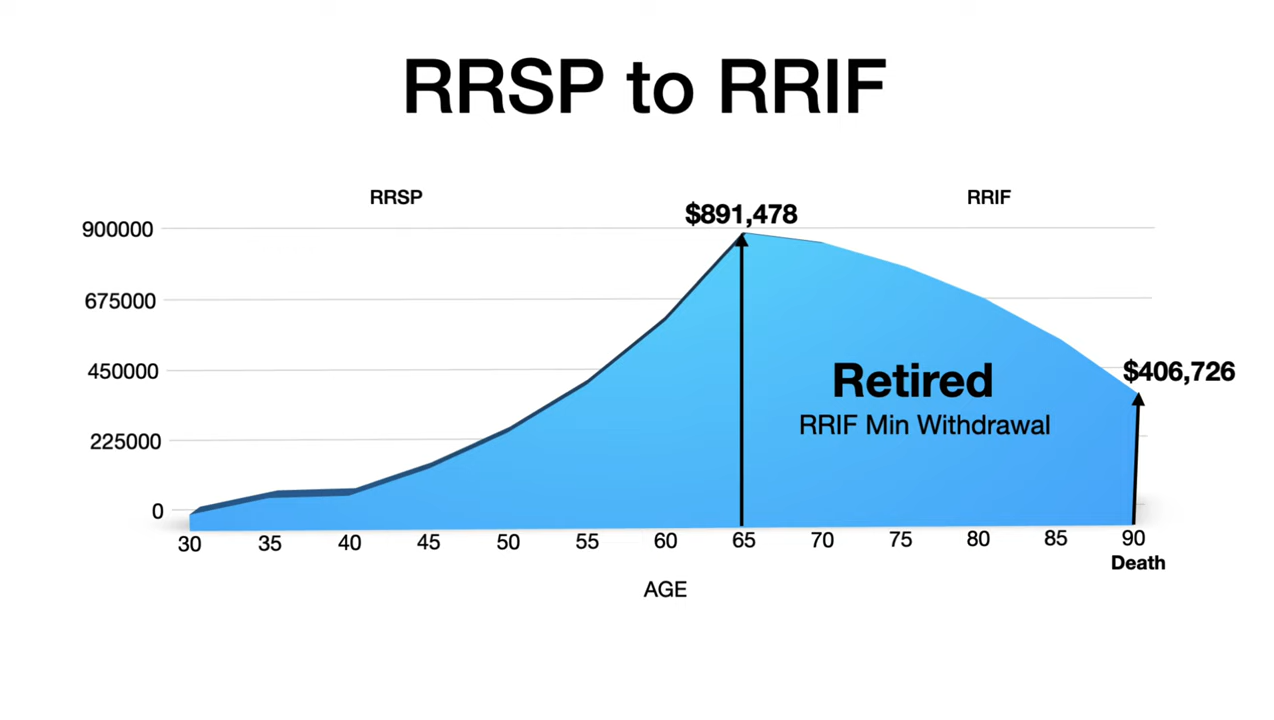 RRSP to RRIF
RRSP
RRIF
$891,478
900000
675000
450000
225000
0
$406,726
Retired
RRIF Min Withdrawal
30 35 40 45 50 55 60 65 70 75 80 85 90
Death
AGE